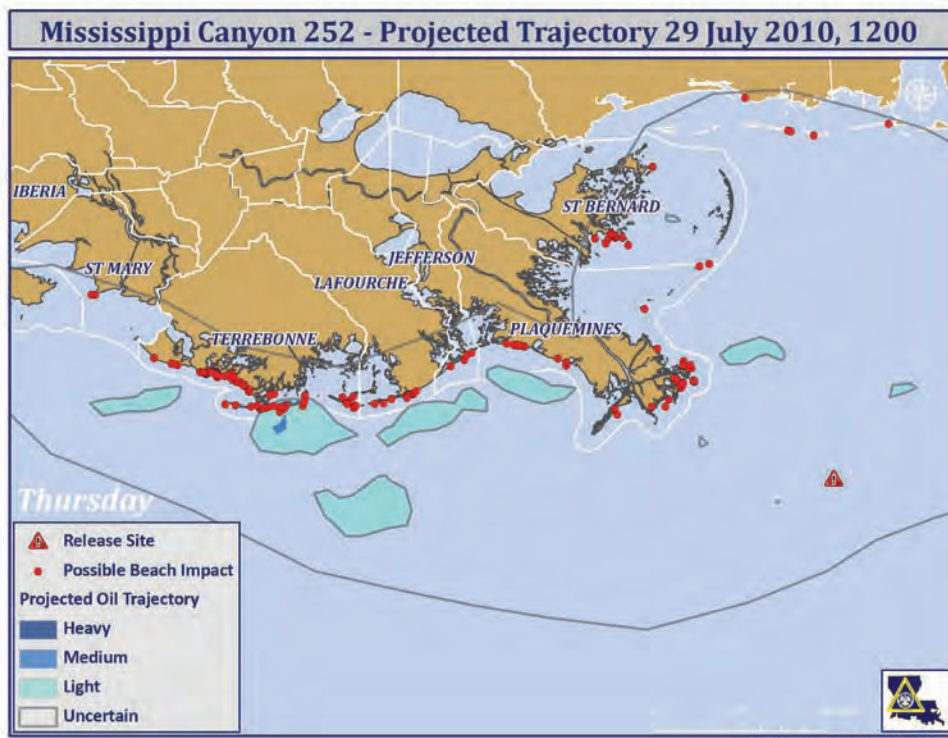 Mississippi Canyon 252 - Projected Trajectory 29 July 2010, 1200
IBERIA
ST BERNARD
ST MARY
JEFFERSON
LAFOURCHE
TERREBONNE
PLAQUEMINES
Thursday
Release Site
Possible Beach Impact
Projected Oil Trajectory
Heavy
Medium
Light
Uncertain